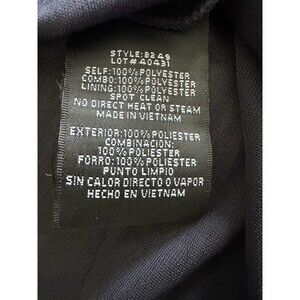 STYLE: B246
LOT# 40431
SELF: 100% POLYESTER
COMBO: 100% POLYESTER
LINING: 100% POLYESTER
SPOT CLEAN
NO DIRECT HEAT OR STEAM
MADE IN VIETNAM
EXTERIOR: 100% POLIESTER
COMBINACIÓN:
100% POLIESTER
FORRO: 100% POLIESTER
PUNTO LIMPIO
SIN CALOR DIRECTO O VAPOR
HECHO EN VIETNAM